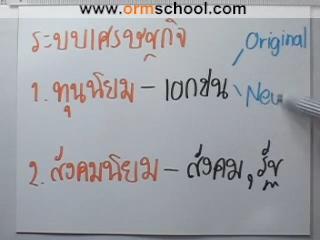 www.ormschool.com
ระบบเศรษฐกิจ
Original
1. ทุนนิยม - เอกชน
New
2. สังคมนิยม - สังคม, รัฐ